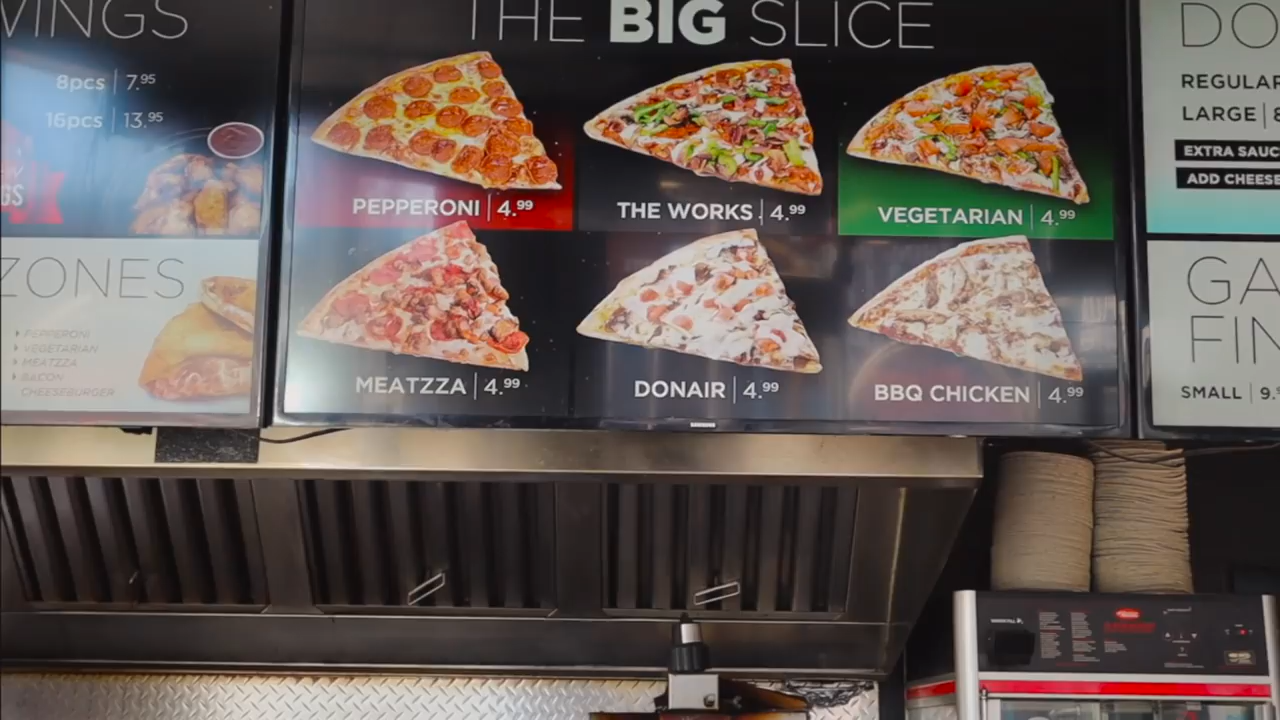 WINGS
8pcs | 7.95
16pcs | 13.95
GS
ZONES
PEPPERONI
VEGETARIAN
MEATZZA
BACON
CHEESEBURGER
THE BIG SLICE
PEPPERONI | 4.99
THE WORKS | 4.99
VEGETARIAN | 4.99
MEATZZA | 4.99
DONAIR | 4.99
BBQ CHICKEN | 4.99
SAMSUNG
DO
REGULAR
LARGE | 8
EXTRA SAUC
ADD CHEESE
GA
FIN
SMALL | 9.